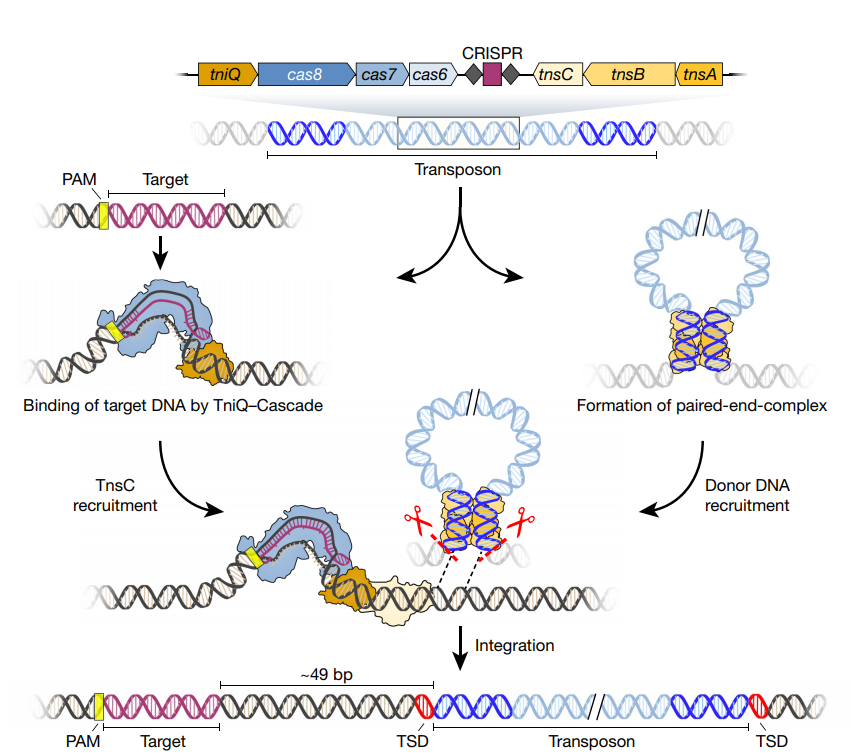 CRISPR
tniQ cas8 cas7 cas6 tnsC tnsB tnsA
Transposon
PAM Target
Binding of target DNA by TniQ–Cascade
Formation of paired-end-complex
TnsC
recruitment
Donor DNA
recruitment
Integration
~49 bp
PAM Target TSD Transposon TSD